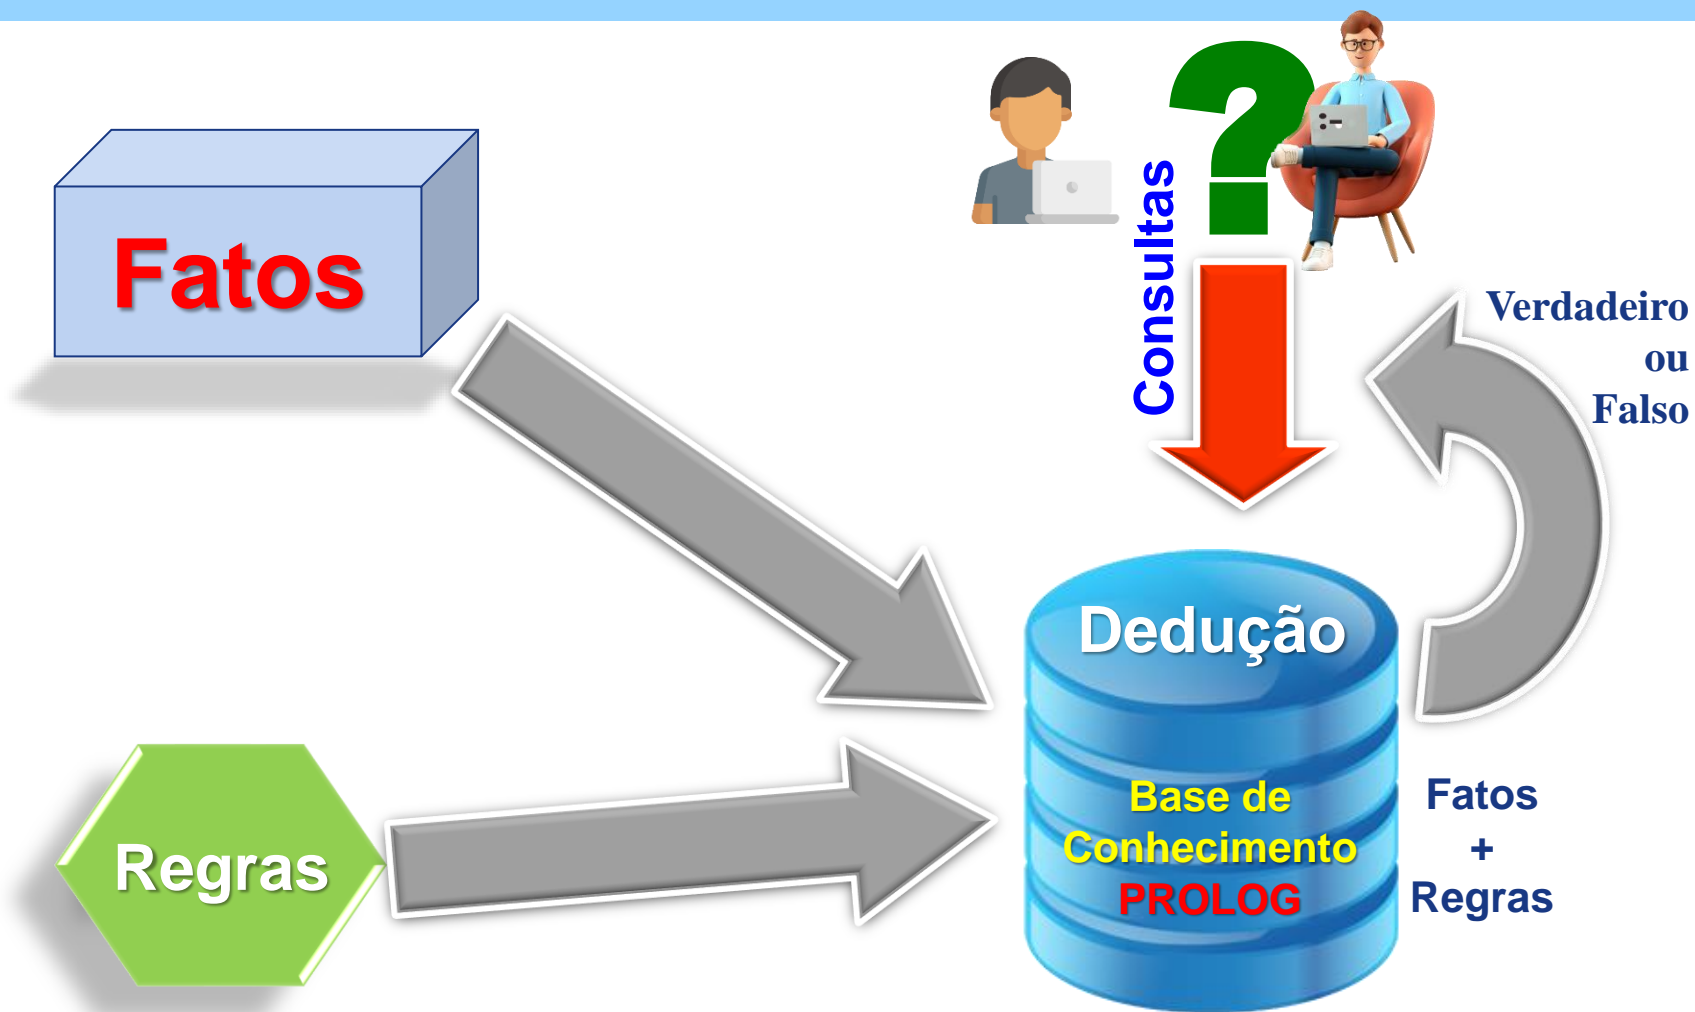 Fatos
Consultas
Verdadeiro
ou
Falso
Dedução
Base de
Conhecimento
PROLOG
Fatos
+
Regras
Regras